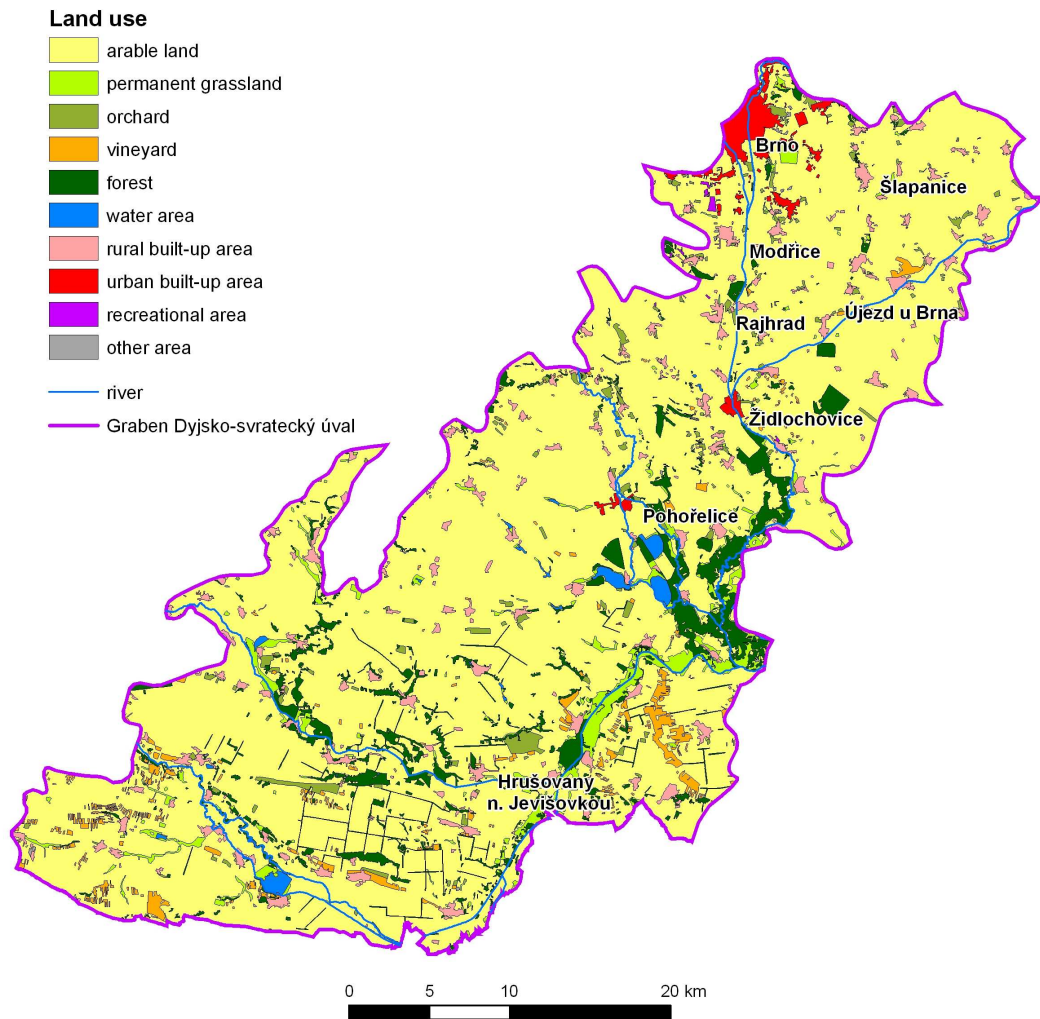 Land use
arable land
permanent grassland
orchard
vineyard
forest
water area
rural built-up area
urban built-up area
recreational area
other area
river
Graben Dyjsko-svratecký úval
Brno
Šlapanice
Modřice
Rajhrad
Újezd u Brna
Židlochovice
Pohořelice
Hrušovaný
n. Jevišovkou
0 5 10 20 km